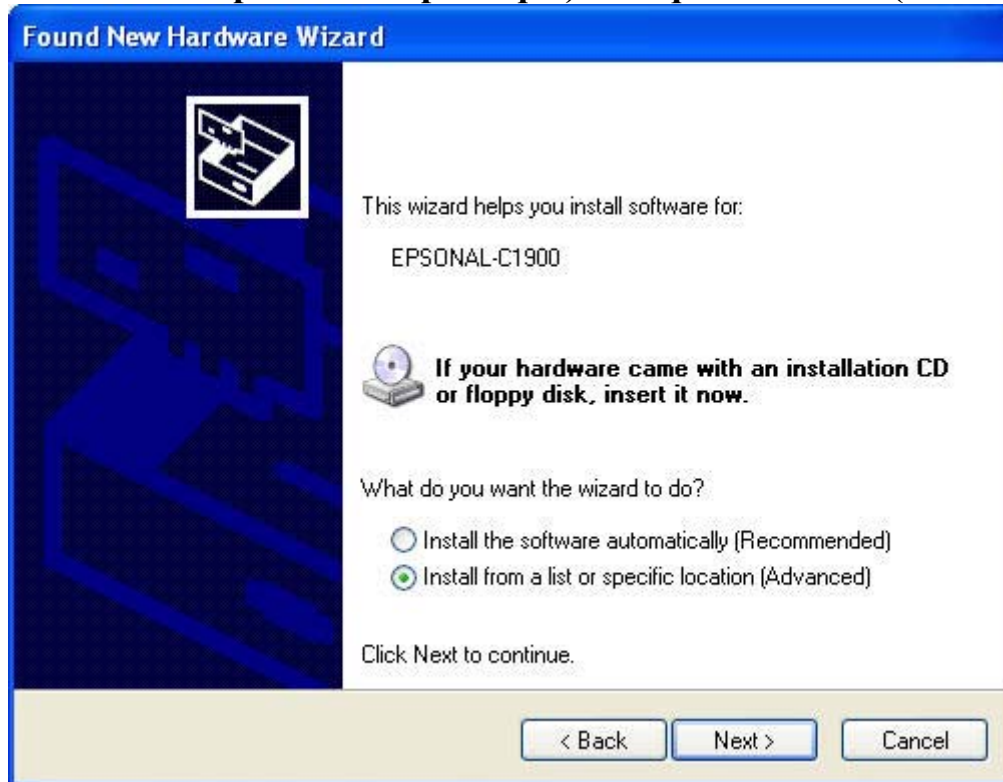 Found New Hardware Wizard
This wizard helps you install software for:
EPSONAL-C1900
If your hardware came with an installation CD
or floppy disk, insert it now.
What do you want the wizard to do?
Install the software automatically (Recommended)
Install from a list or specific location (Advanced)
Click Next to continue.
< Back Next > Cancel